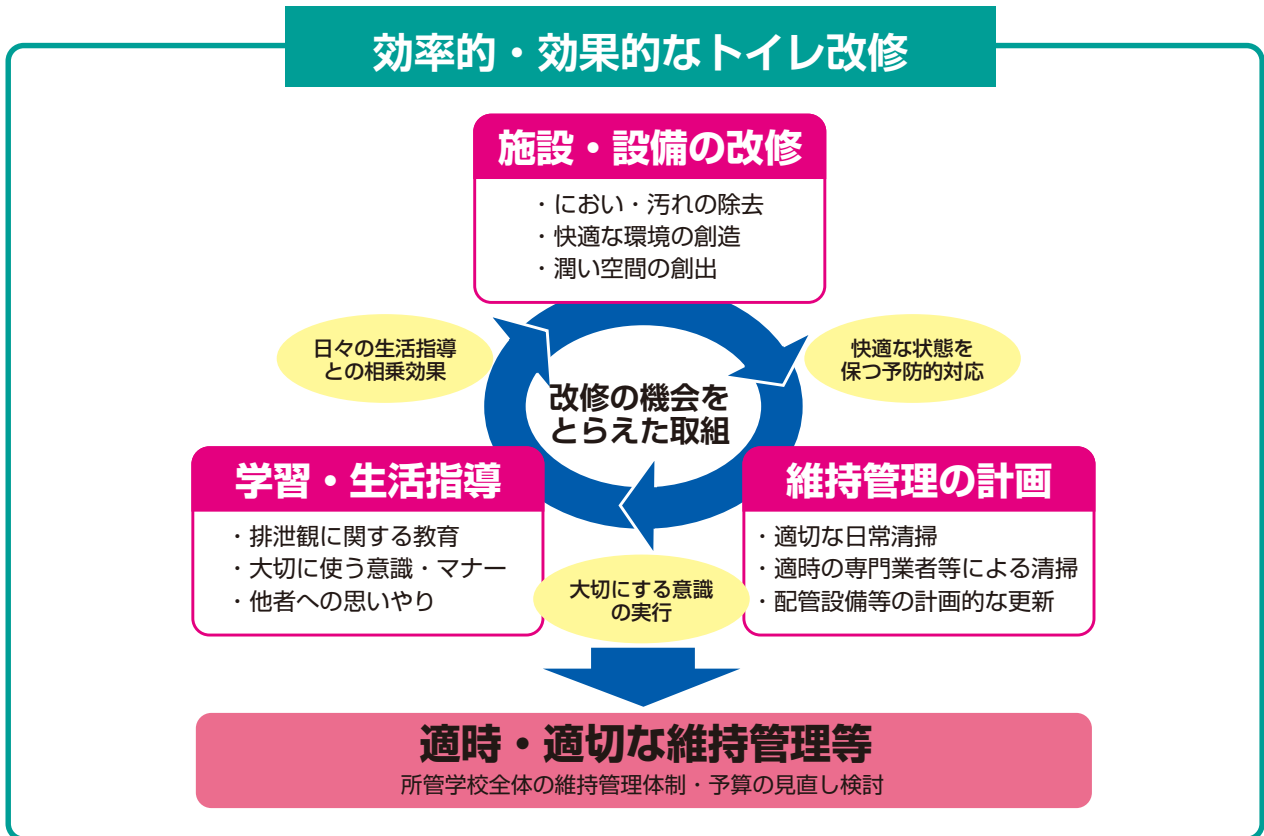 効率的・効果的なトイレ改修
施設・設備の改修
・におい・汚れの除去
・快適な環境の創造
・潤い空間の創出
日々の生活指導
との相乗効果
快適な状態を
保つ予防的対応
改修の機会を
とらえた取組
学習・生活指導
・排泄観に関する教育
・大切に使う意識・マナー
・他者への思いやり
維持管理の計画
・適切な日常清掃
・適時の専門業者等による清掃
・配管設備等の計画的な更新
大切にする意識
の実行
適時・適切な維持管理等
所管学校全体の維持管理体制・予算の見直し検討